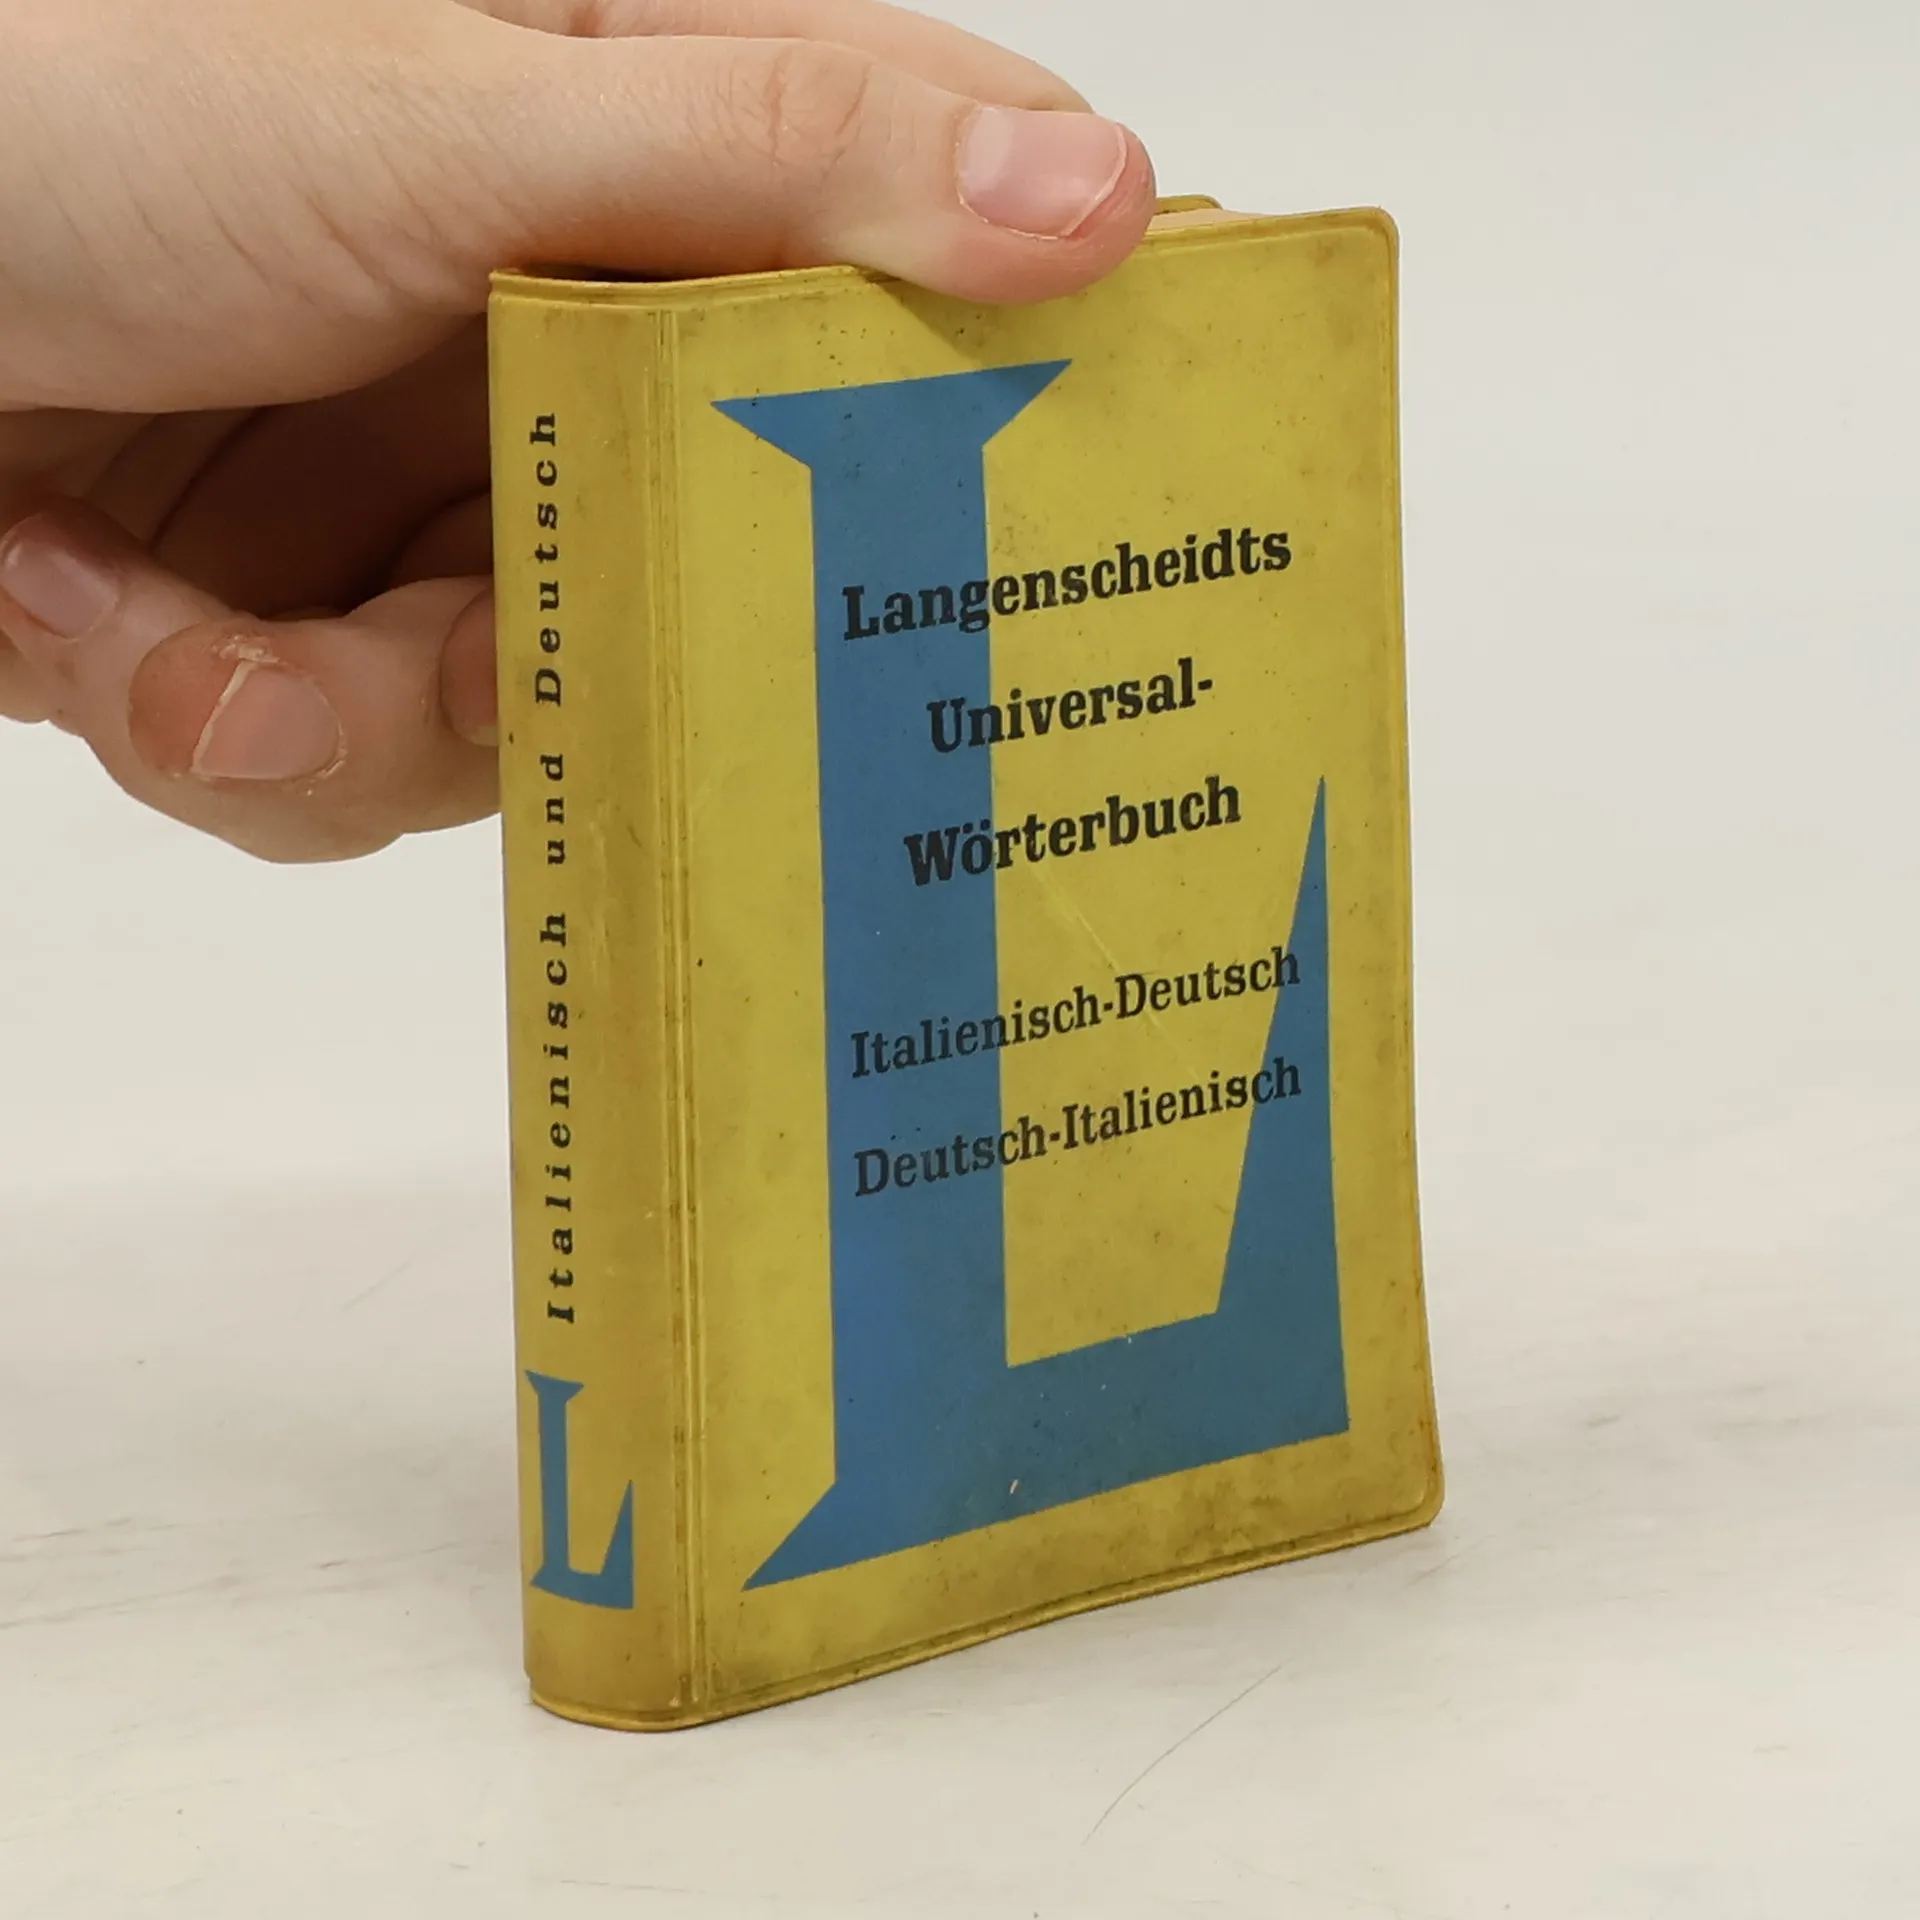 Italienisch und Deutsch
L
L
Langenscheidts
Universal-
Wörterbuch
Italienisch-Deutsch
Deutsch-Italienisch